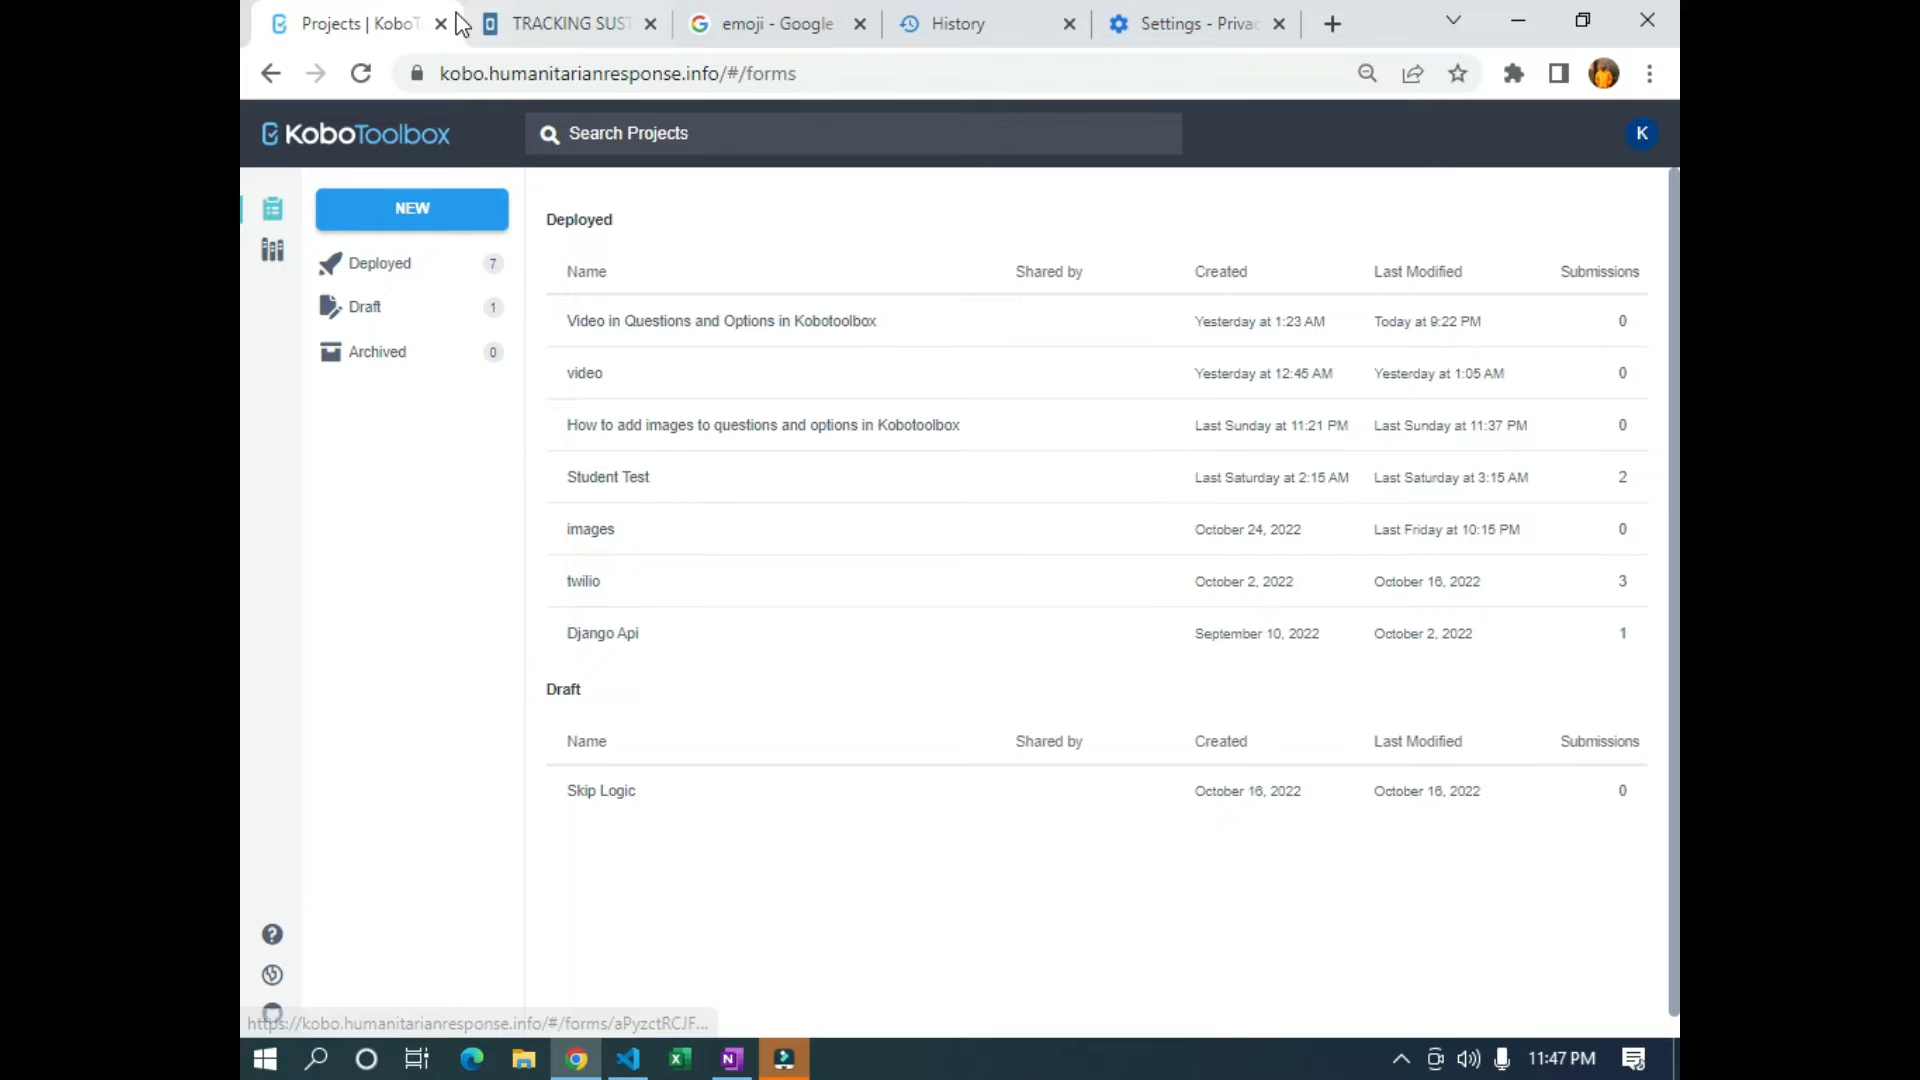 Projects | KoboT
TRACKING SUST
emoji - Google
History
Settings - Privac
kobo.humanitarianresponse.info/#/forms
KoboToolbox
Search Projects
K
NEW
Deployed 7
Draft 1
Archived 0
Deployed
Name Shared by Created Last Modified Submissions
Video in Questions and Options in Kobotoolbox Yesterday at 1:23 AM Today at 9:22 PM 0
video Yesterday at 12:45 AM Yesterday at 1:05 AM 0
How to add images to questions and options in Kobotoolbox Last Sunday at 11:21 PM Last Sunday at 11:37 PM 0
Student Test Last Saturday at 2:15 AM Last Saturday at 3:15 AM 2
images October 24, 2022 Last Friday at 10:15 PM 0
twilio October 2, 2022 October 16, 2022 3
Django Api September 10, 2022 October 2, 2022 1
Draft
Name Shared by Created Last Modified Submissions
Skip Logic October 16, 2022 October 16, 2022 0
https://kobo.humanitarianresponse.info/#/forms/aPyzctRCJF...
11:47 PM